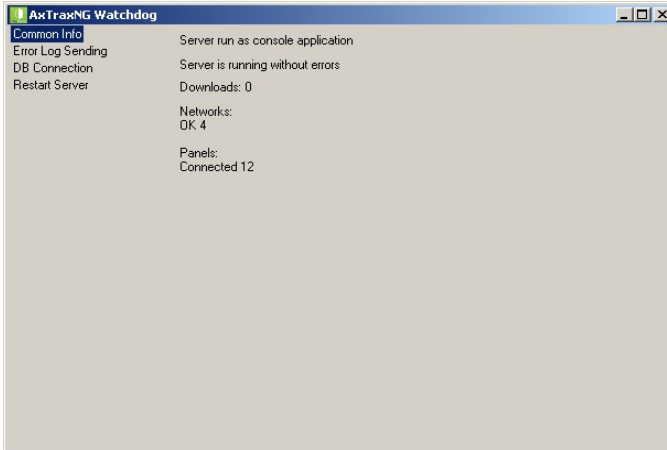 AxTraxNG Watchdog
Common Info
Error Log Sending
DB Connection
Restart Server
Server run as console application
Server is running without errors
Downloads: 0
Networks:
OK 4
Panels:
Connected 12